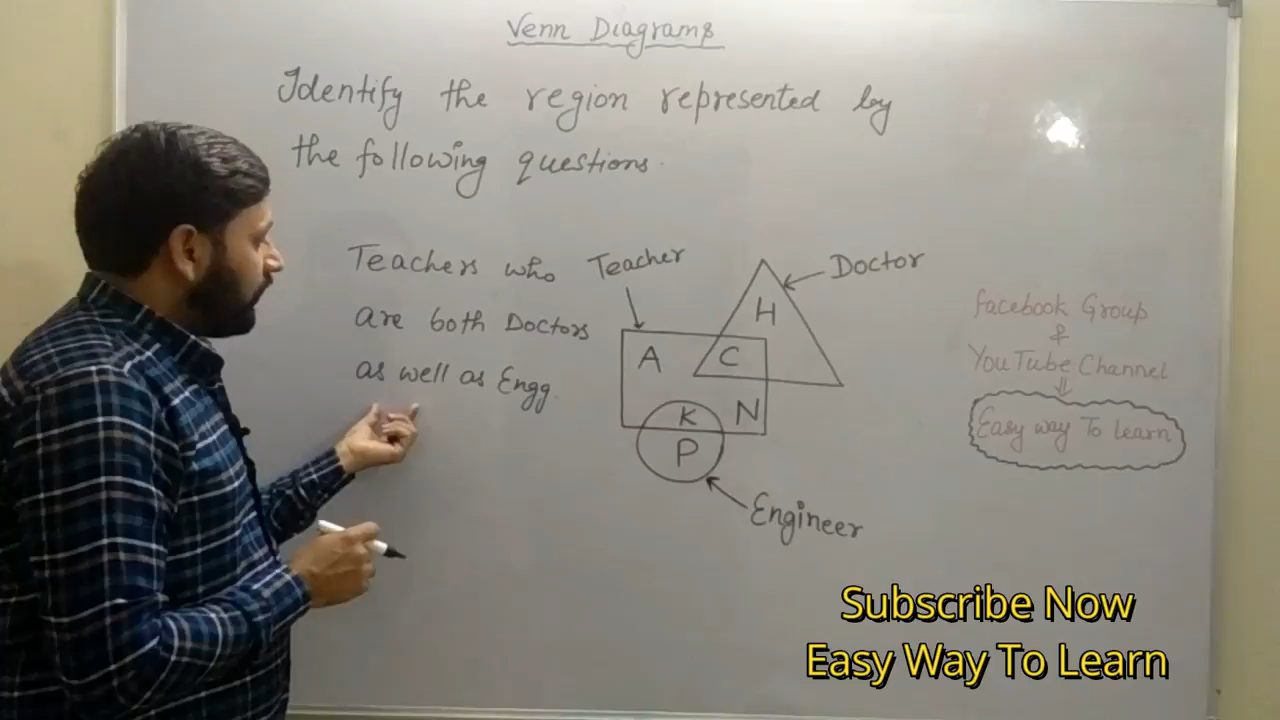 Venn Diagrams
Identify the region represented by
the following questions.
Teachers who
are both Doctors
as well as Engg.
Teacher
Doctor
H
A
C
K
N
P
Engineer
facebook Group
&
YouTube Channel
Easy way To learn
Subscribe Now
Easy Way To Learn